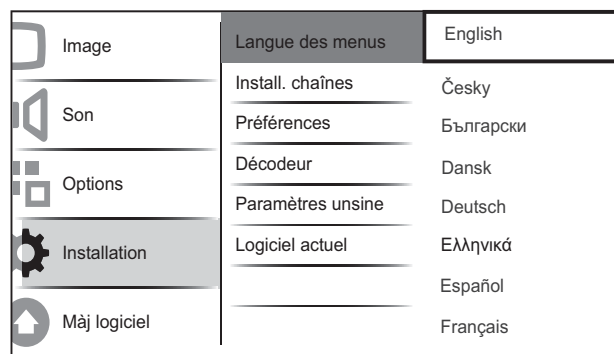 Image
Son
Options
Installation
Màj logiciel
Langue des menus
Install. chaînes
Préférences
Décodeur
Paramètres unsine
Logiciel actuel
English
Česky
Български
Dansk
Deutsch
Ελληνικά
Español
Français